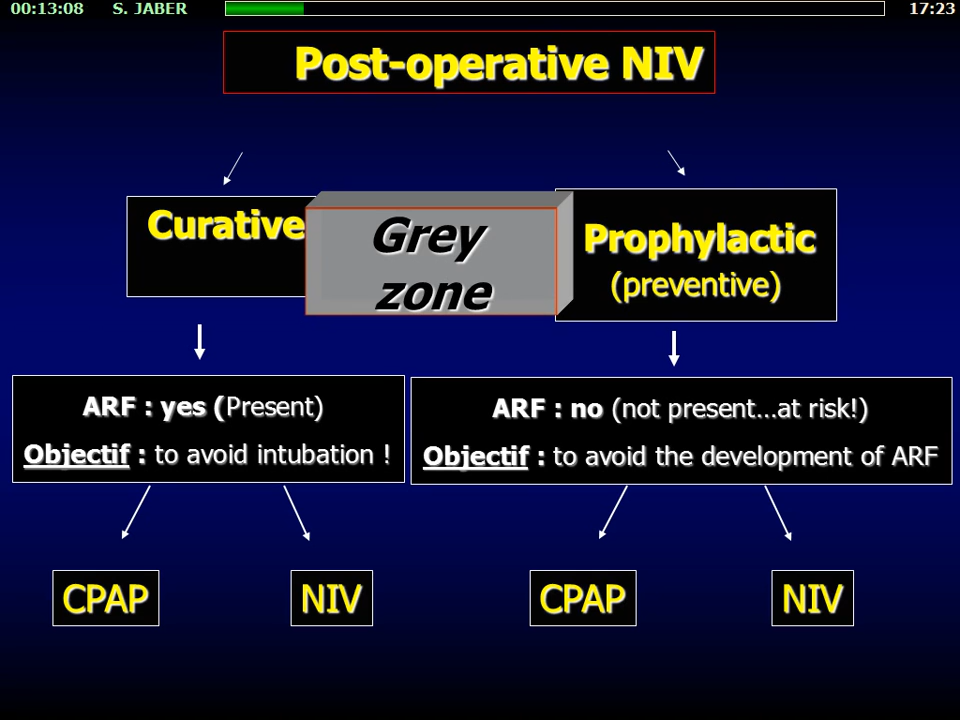 00:13:08 S. JABER 17:23
Post-operative NIV
Curative
Grey
zone
Prophylactic
(preventive)
ARF : yes (Present)
Objectif : to avoid intubation !
ARF : no (not present...at risk!)
Objectif : to avoid the development of ARF
CPAP
NIV
CPAP
NIV